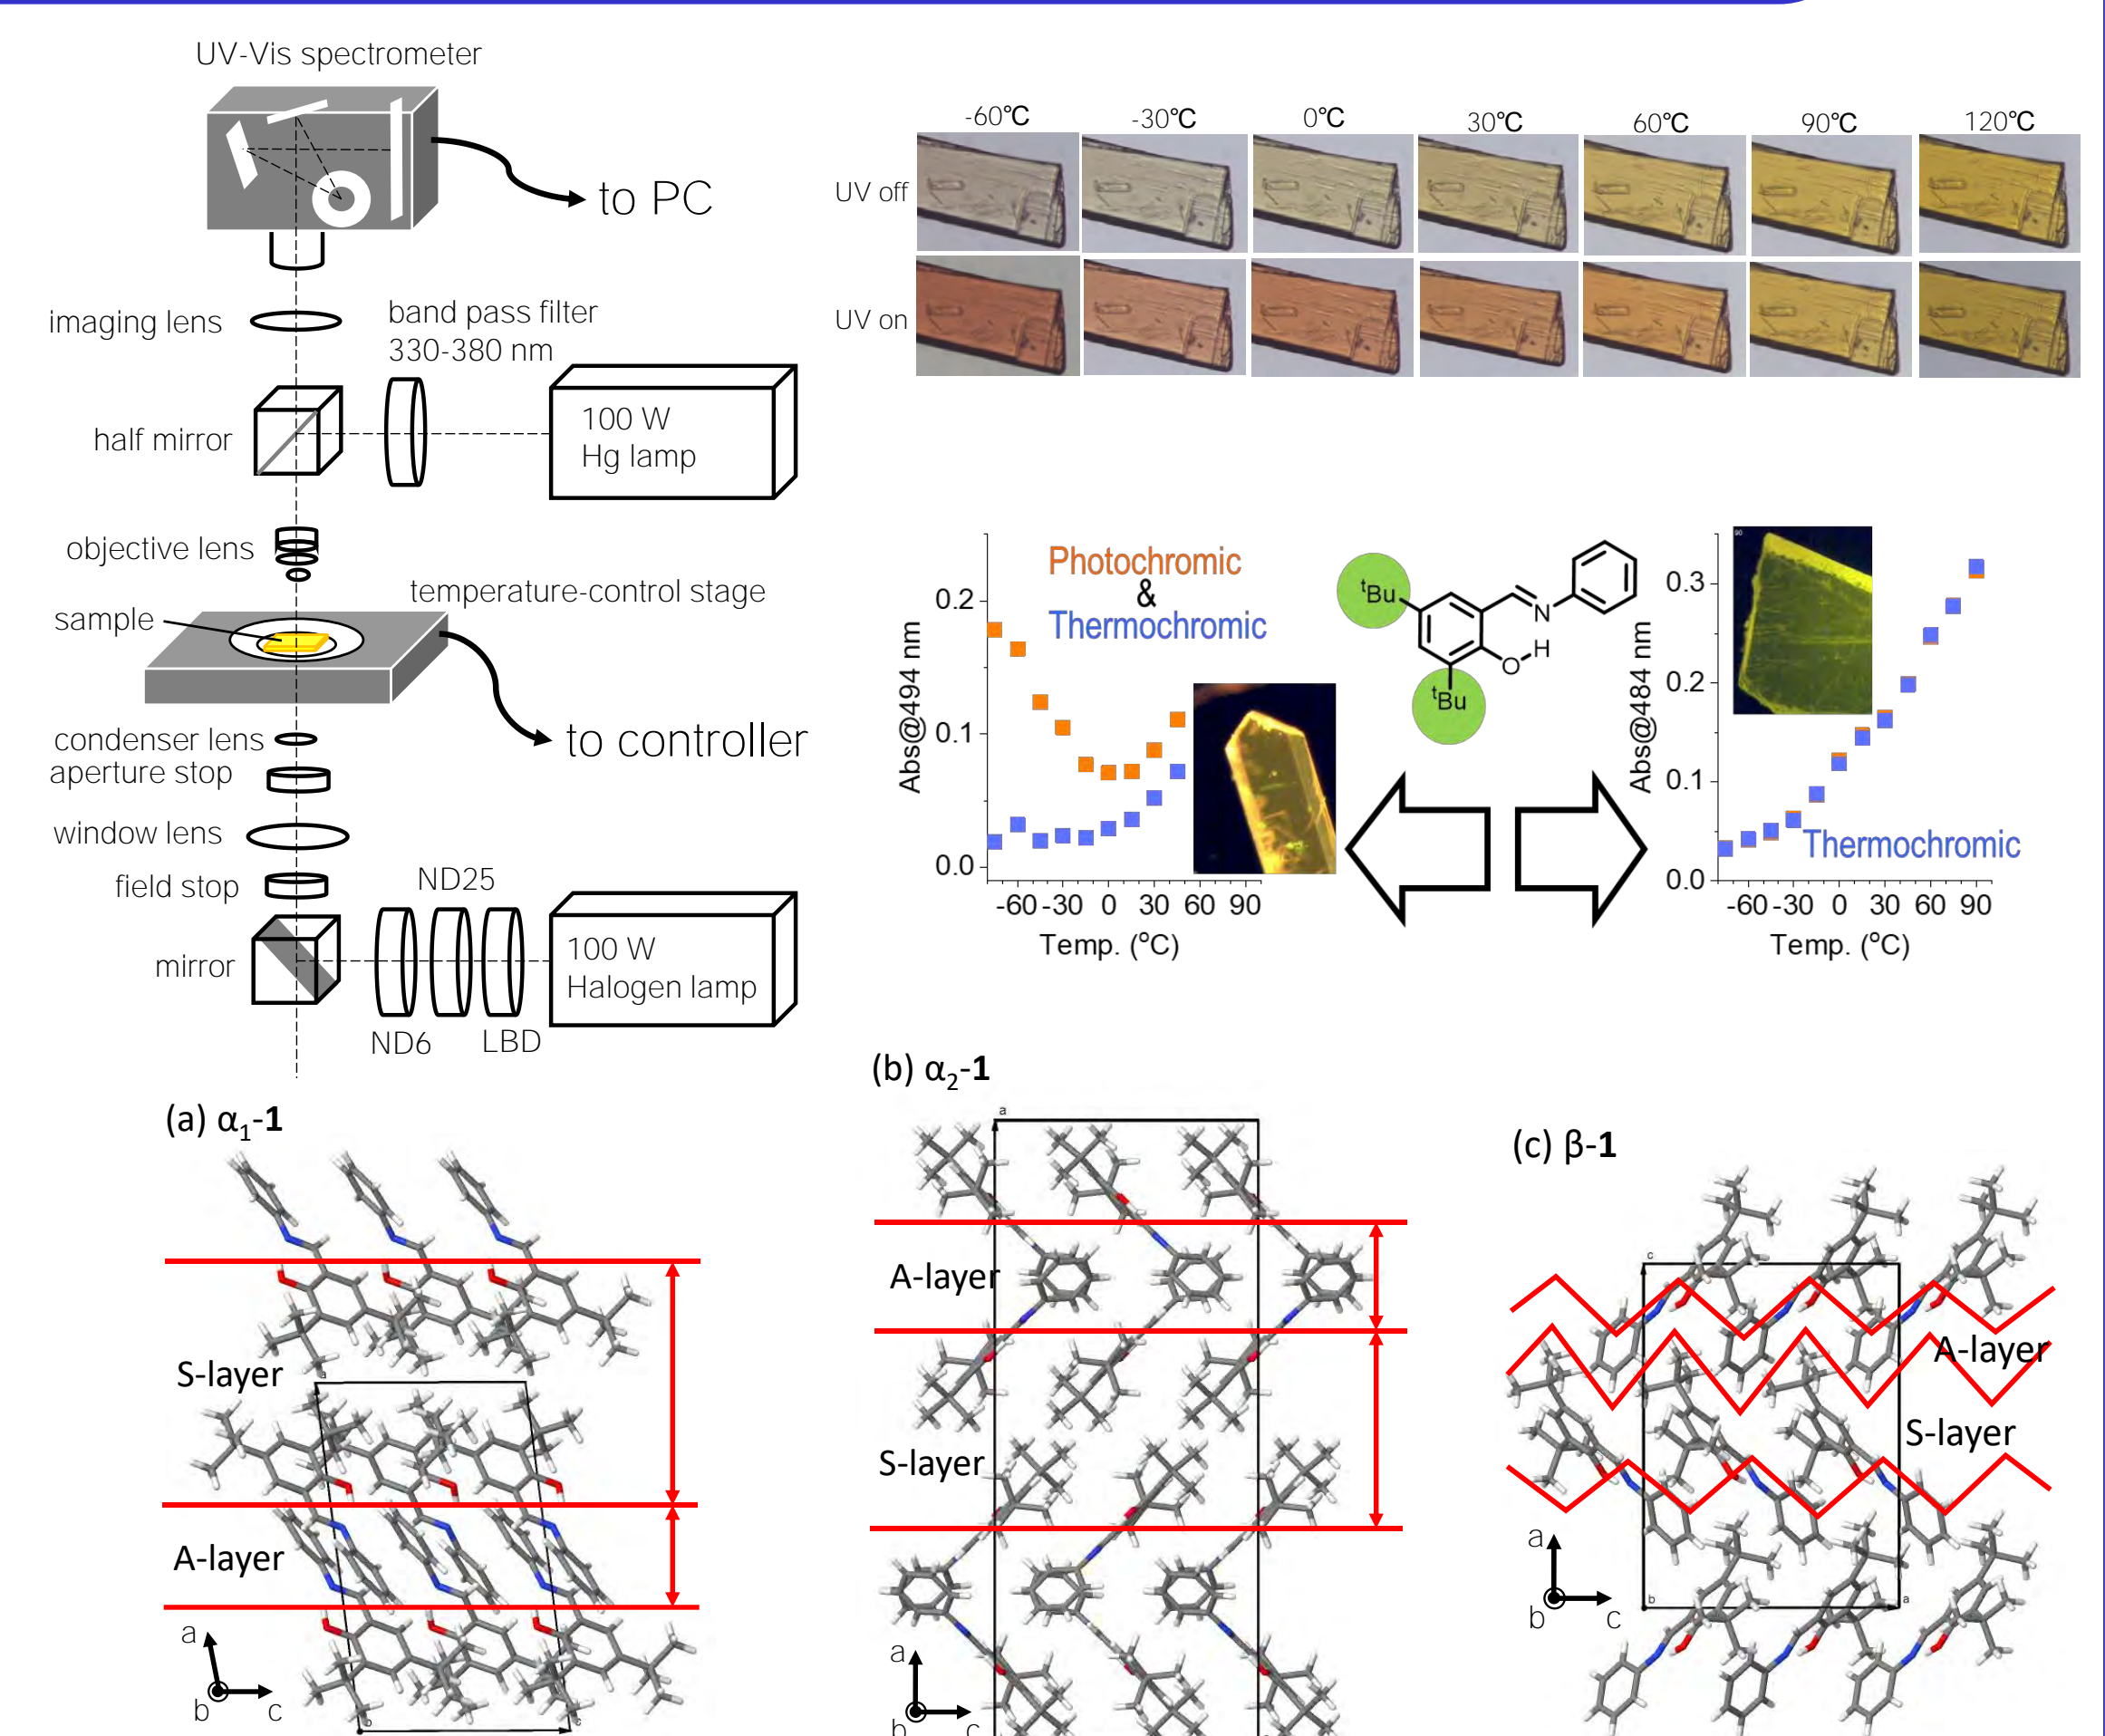 UV-Vis spectrometer
to PC
imaging lens
band pass filter
330-380 nm
half mirror
100 W
Hg lamp
objective lens
temperature-control stage
sample
to controller
condenser lens
aperture stop
window lens
field stop
ND25
mirror
100 W
Halogen lamp
ND6
LBD
-60℃ -30℃ 0℃ 30℃ 60℃ 90℃ 120℃
UV off
UV on
Photochromic
&
Thermochromic
Abs@494 nm
0.2
0.1
0.0
-60 -30 0 30 60 90
Temp. (°C)
tBu
N
H
O
tBu
90
Abs@484 nm
0.3
0.2
0.1
0.0
Thermochromic
-60 -30 0 30 60 90
Temp. (°C)
(a) α1-1
S-layer
A-layer
a
b
c
(b) α2-1
a
A-layer
S-layer
a
b
c
(c) β-1
c
A-layer
S-layer
a
b
c
b
a